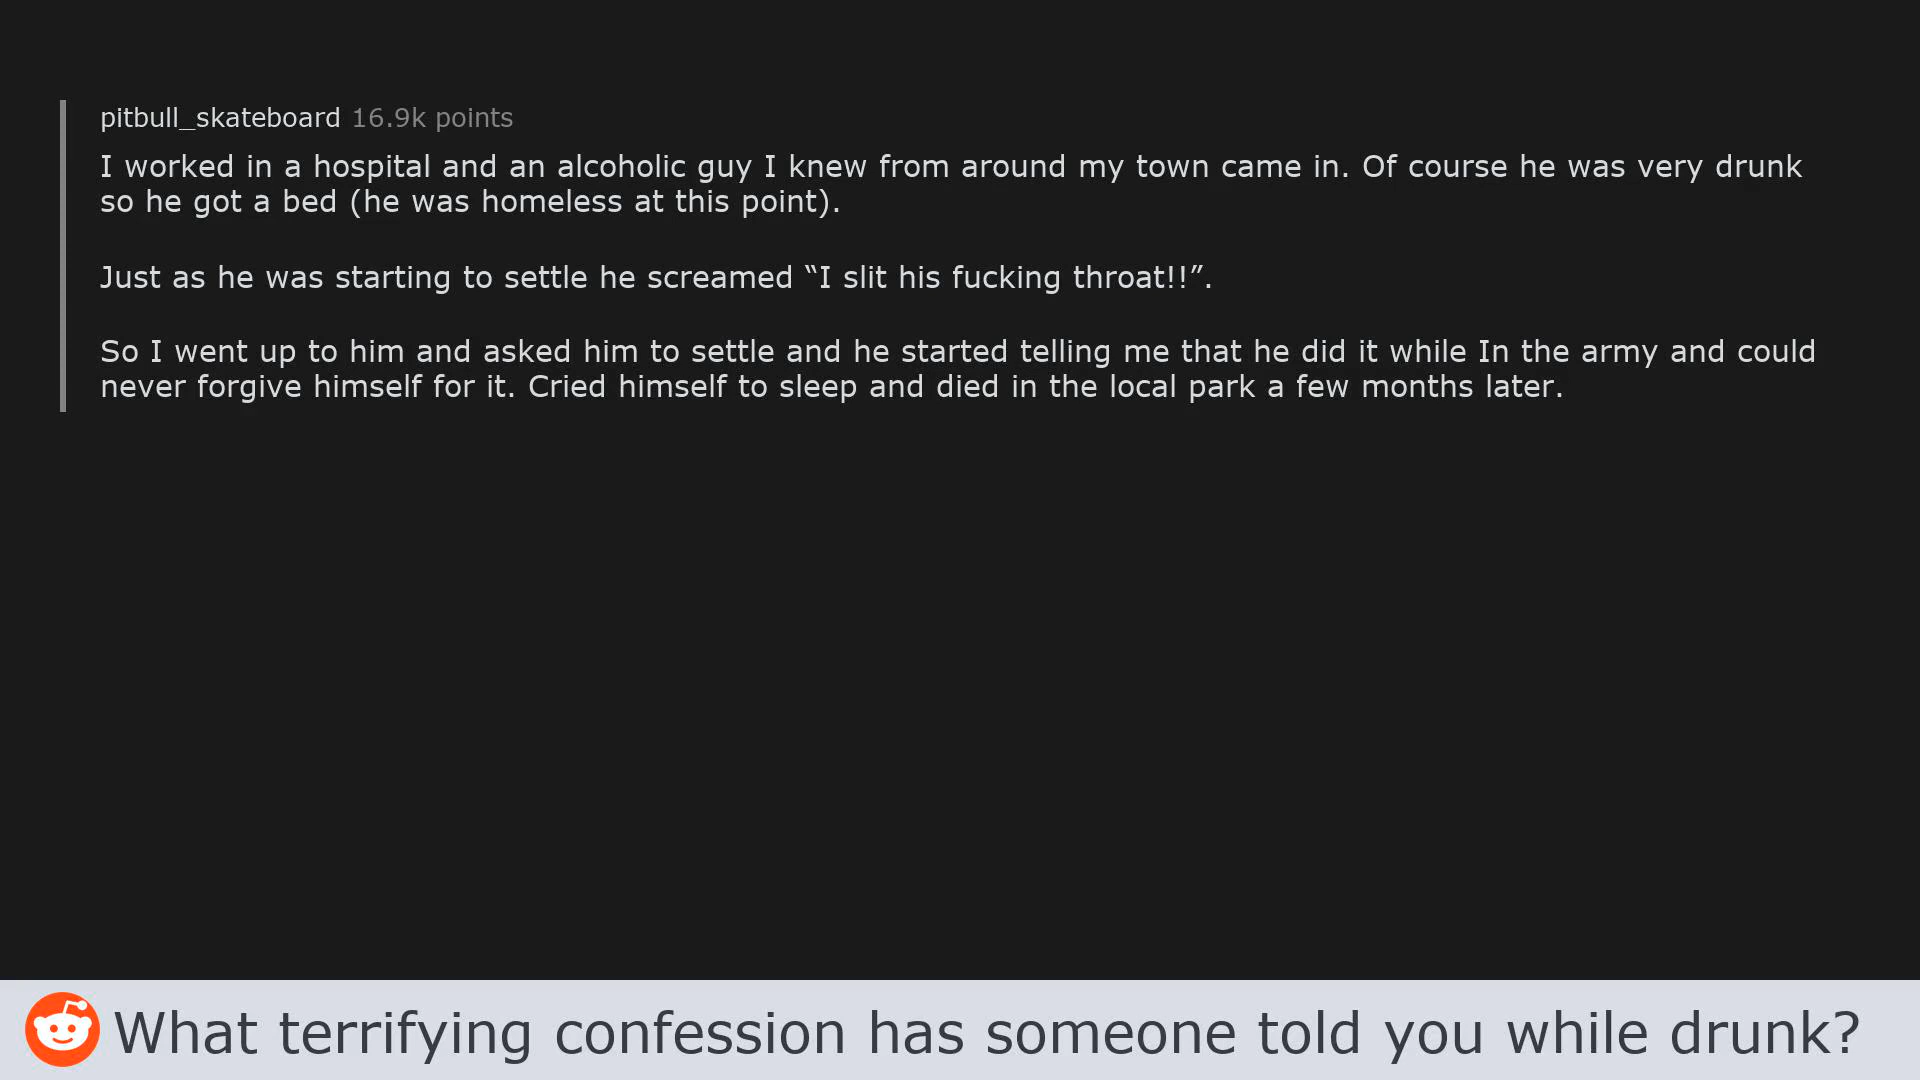 pitbull_skateboard 16.9k points
I worked in a hospital and an alcoholic guy I knew from around my town came in. Of course he was very drunk
so he got a bed (he was homeless at this point).
Just as he was starting to settle he screamed “I slit his fucking throat!!”.
So I went up to him and asked him to settle and he started telling me that he did it while In the army and could
never forgive himself for it. Cried himself to sleep and died in the local park a few months later.
What terrifying confession has someone told you while drunk?